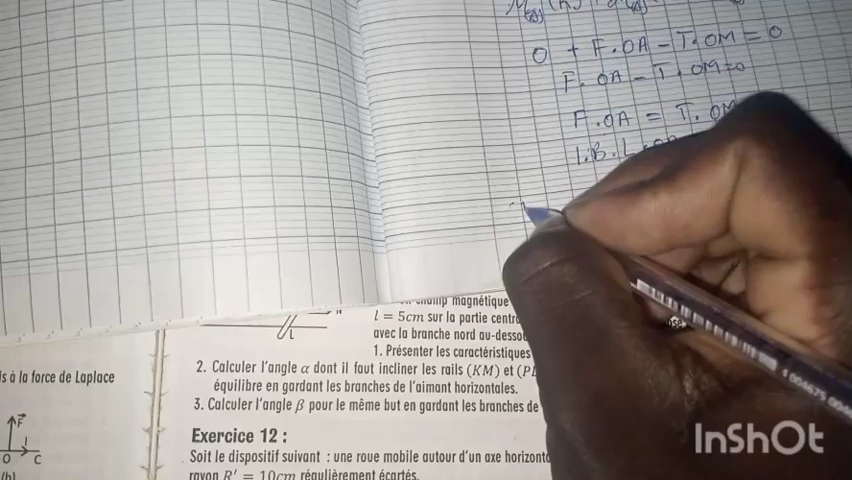 0 + F.OA - T.OM = 0
F.OA - T.OM=0
F.OA = T.OM
I.B.L
champ magnétique
l = 5cm sur la partie centr
avec la branche nord au-dessou
1. Présenter les caractéristiques
2. Calculer l'angle α dont il faut incliner les rails (KM) et (PL
équilibre en gardant les branches de l'aimant horizontales.
3. Calculer l'angle β pour le même but en gardant les branches de
Exercice 12 :
Soit le dispositif suivant : une roue mobile autour d'un axe horizont
rayon R' = 10cm régulièrement écartés.
is à la force de Laplace
F
I
O C
(b)
InShOt